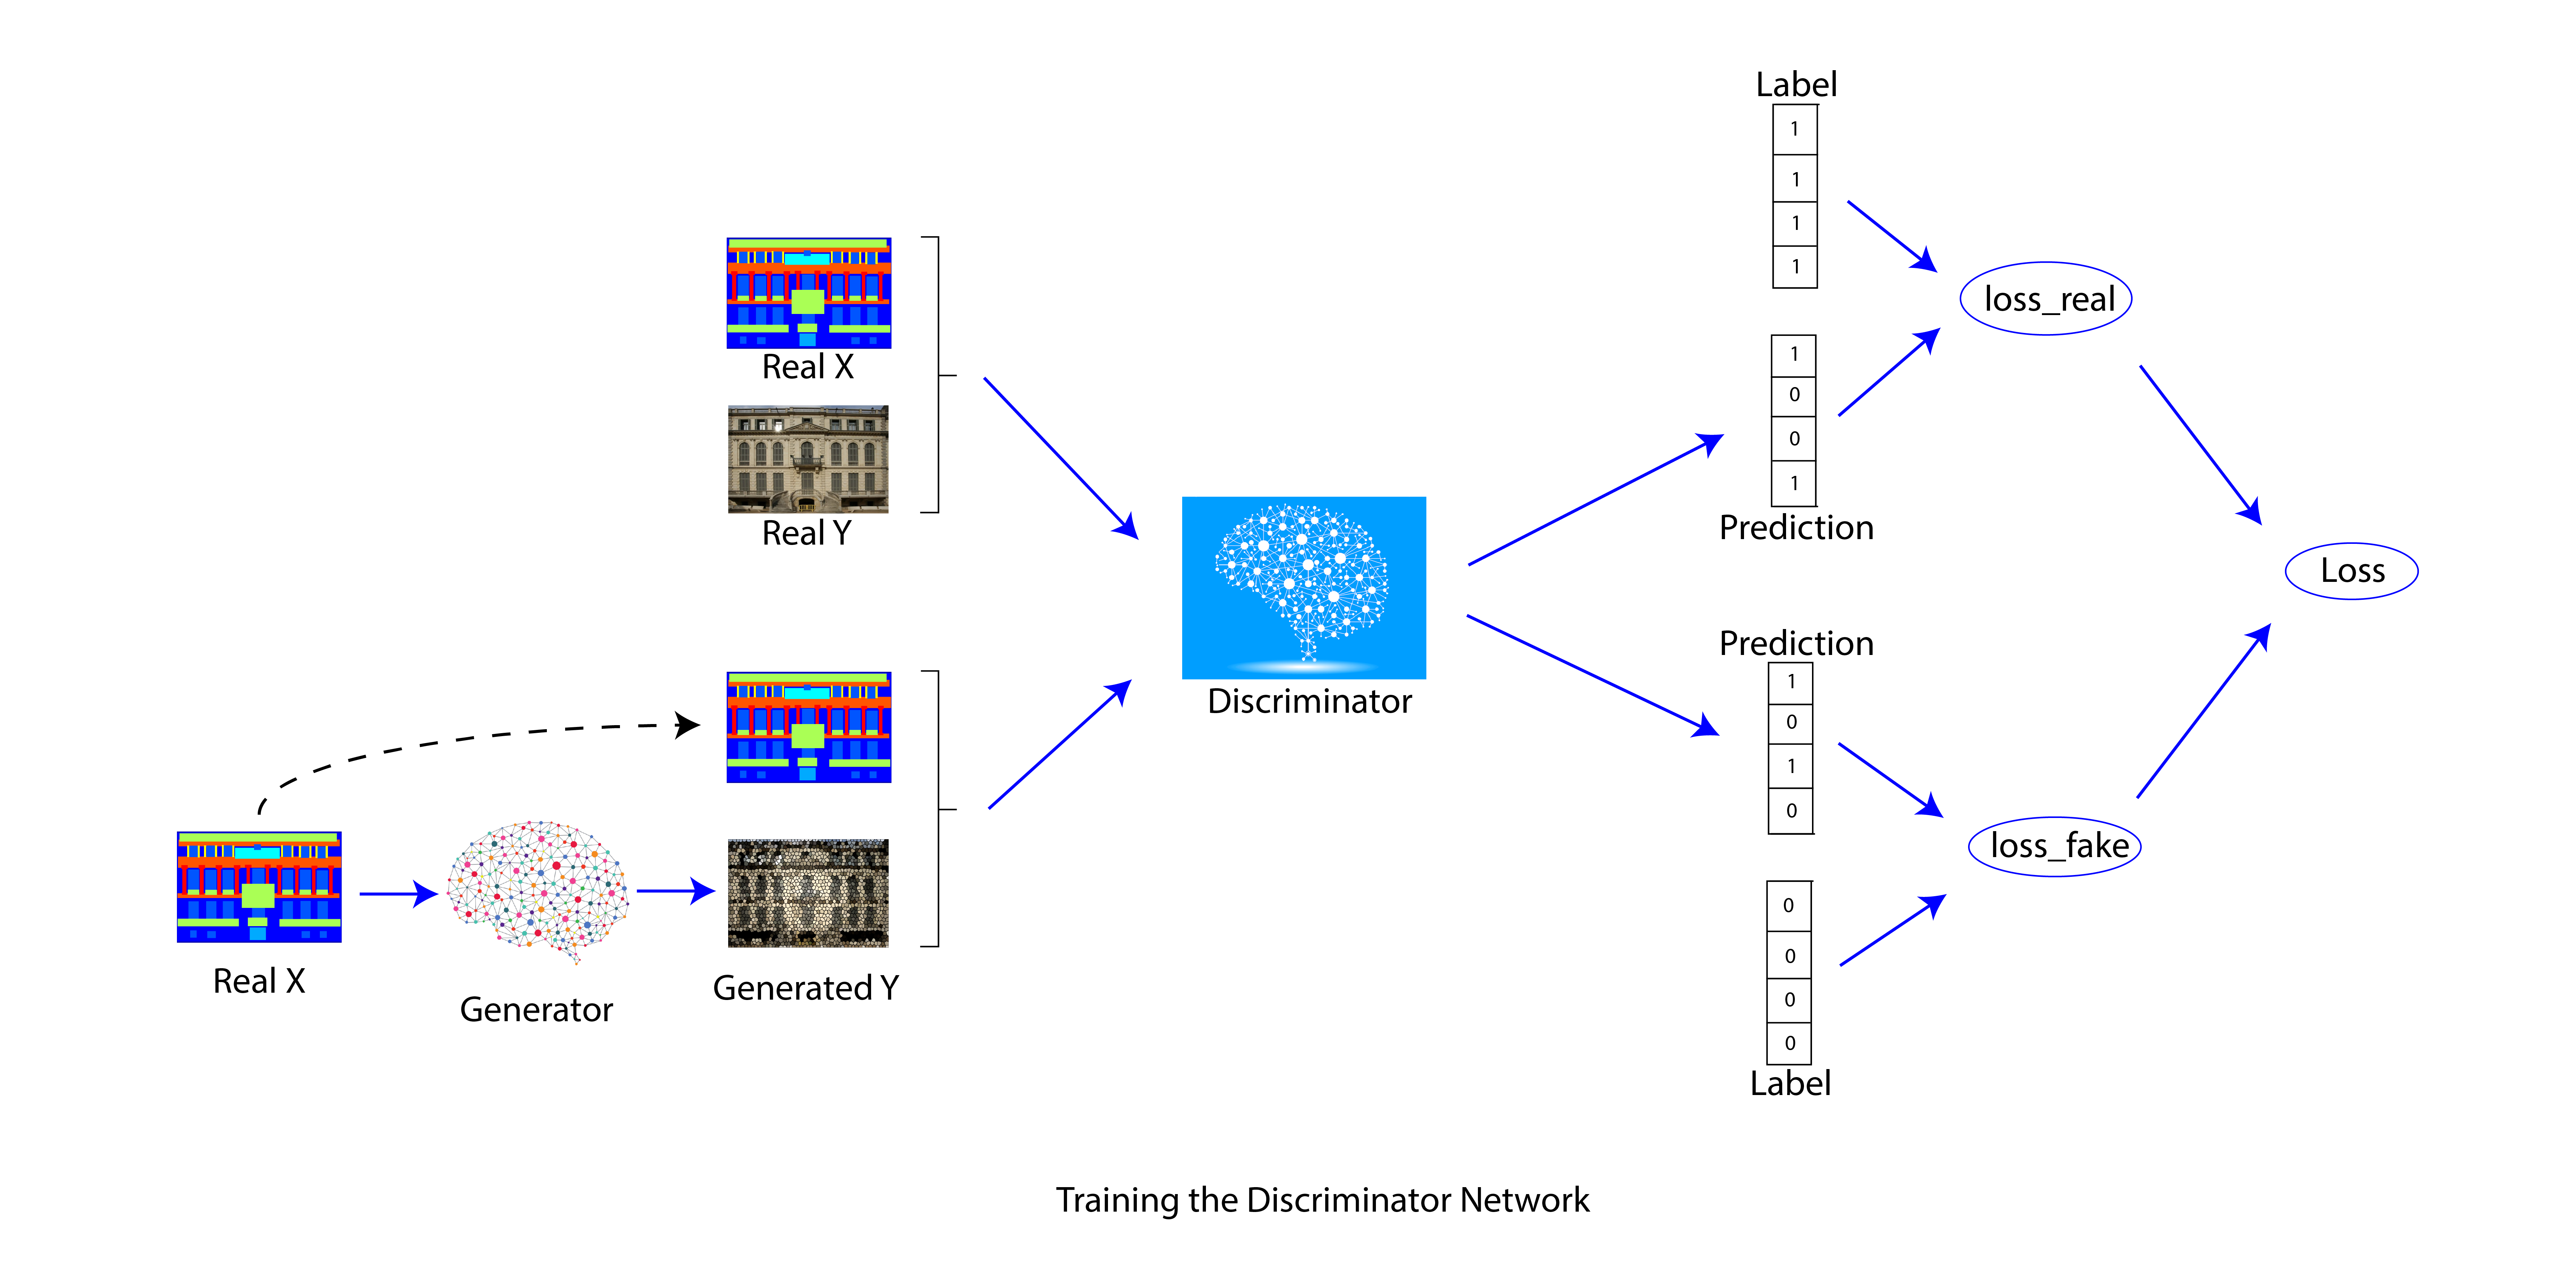 Label
1
1
1
1
loss_real
Real X
1
0
0
1
Prediction
Real Y
Loss
Discriminator
Prediction
1
0
1
0
loss_fake
Real X
Generator
Generated Y
0
0
0
0
Label
Training the Discriminator Network